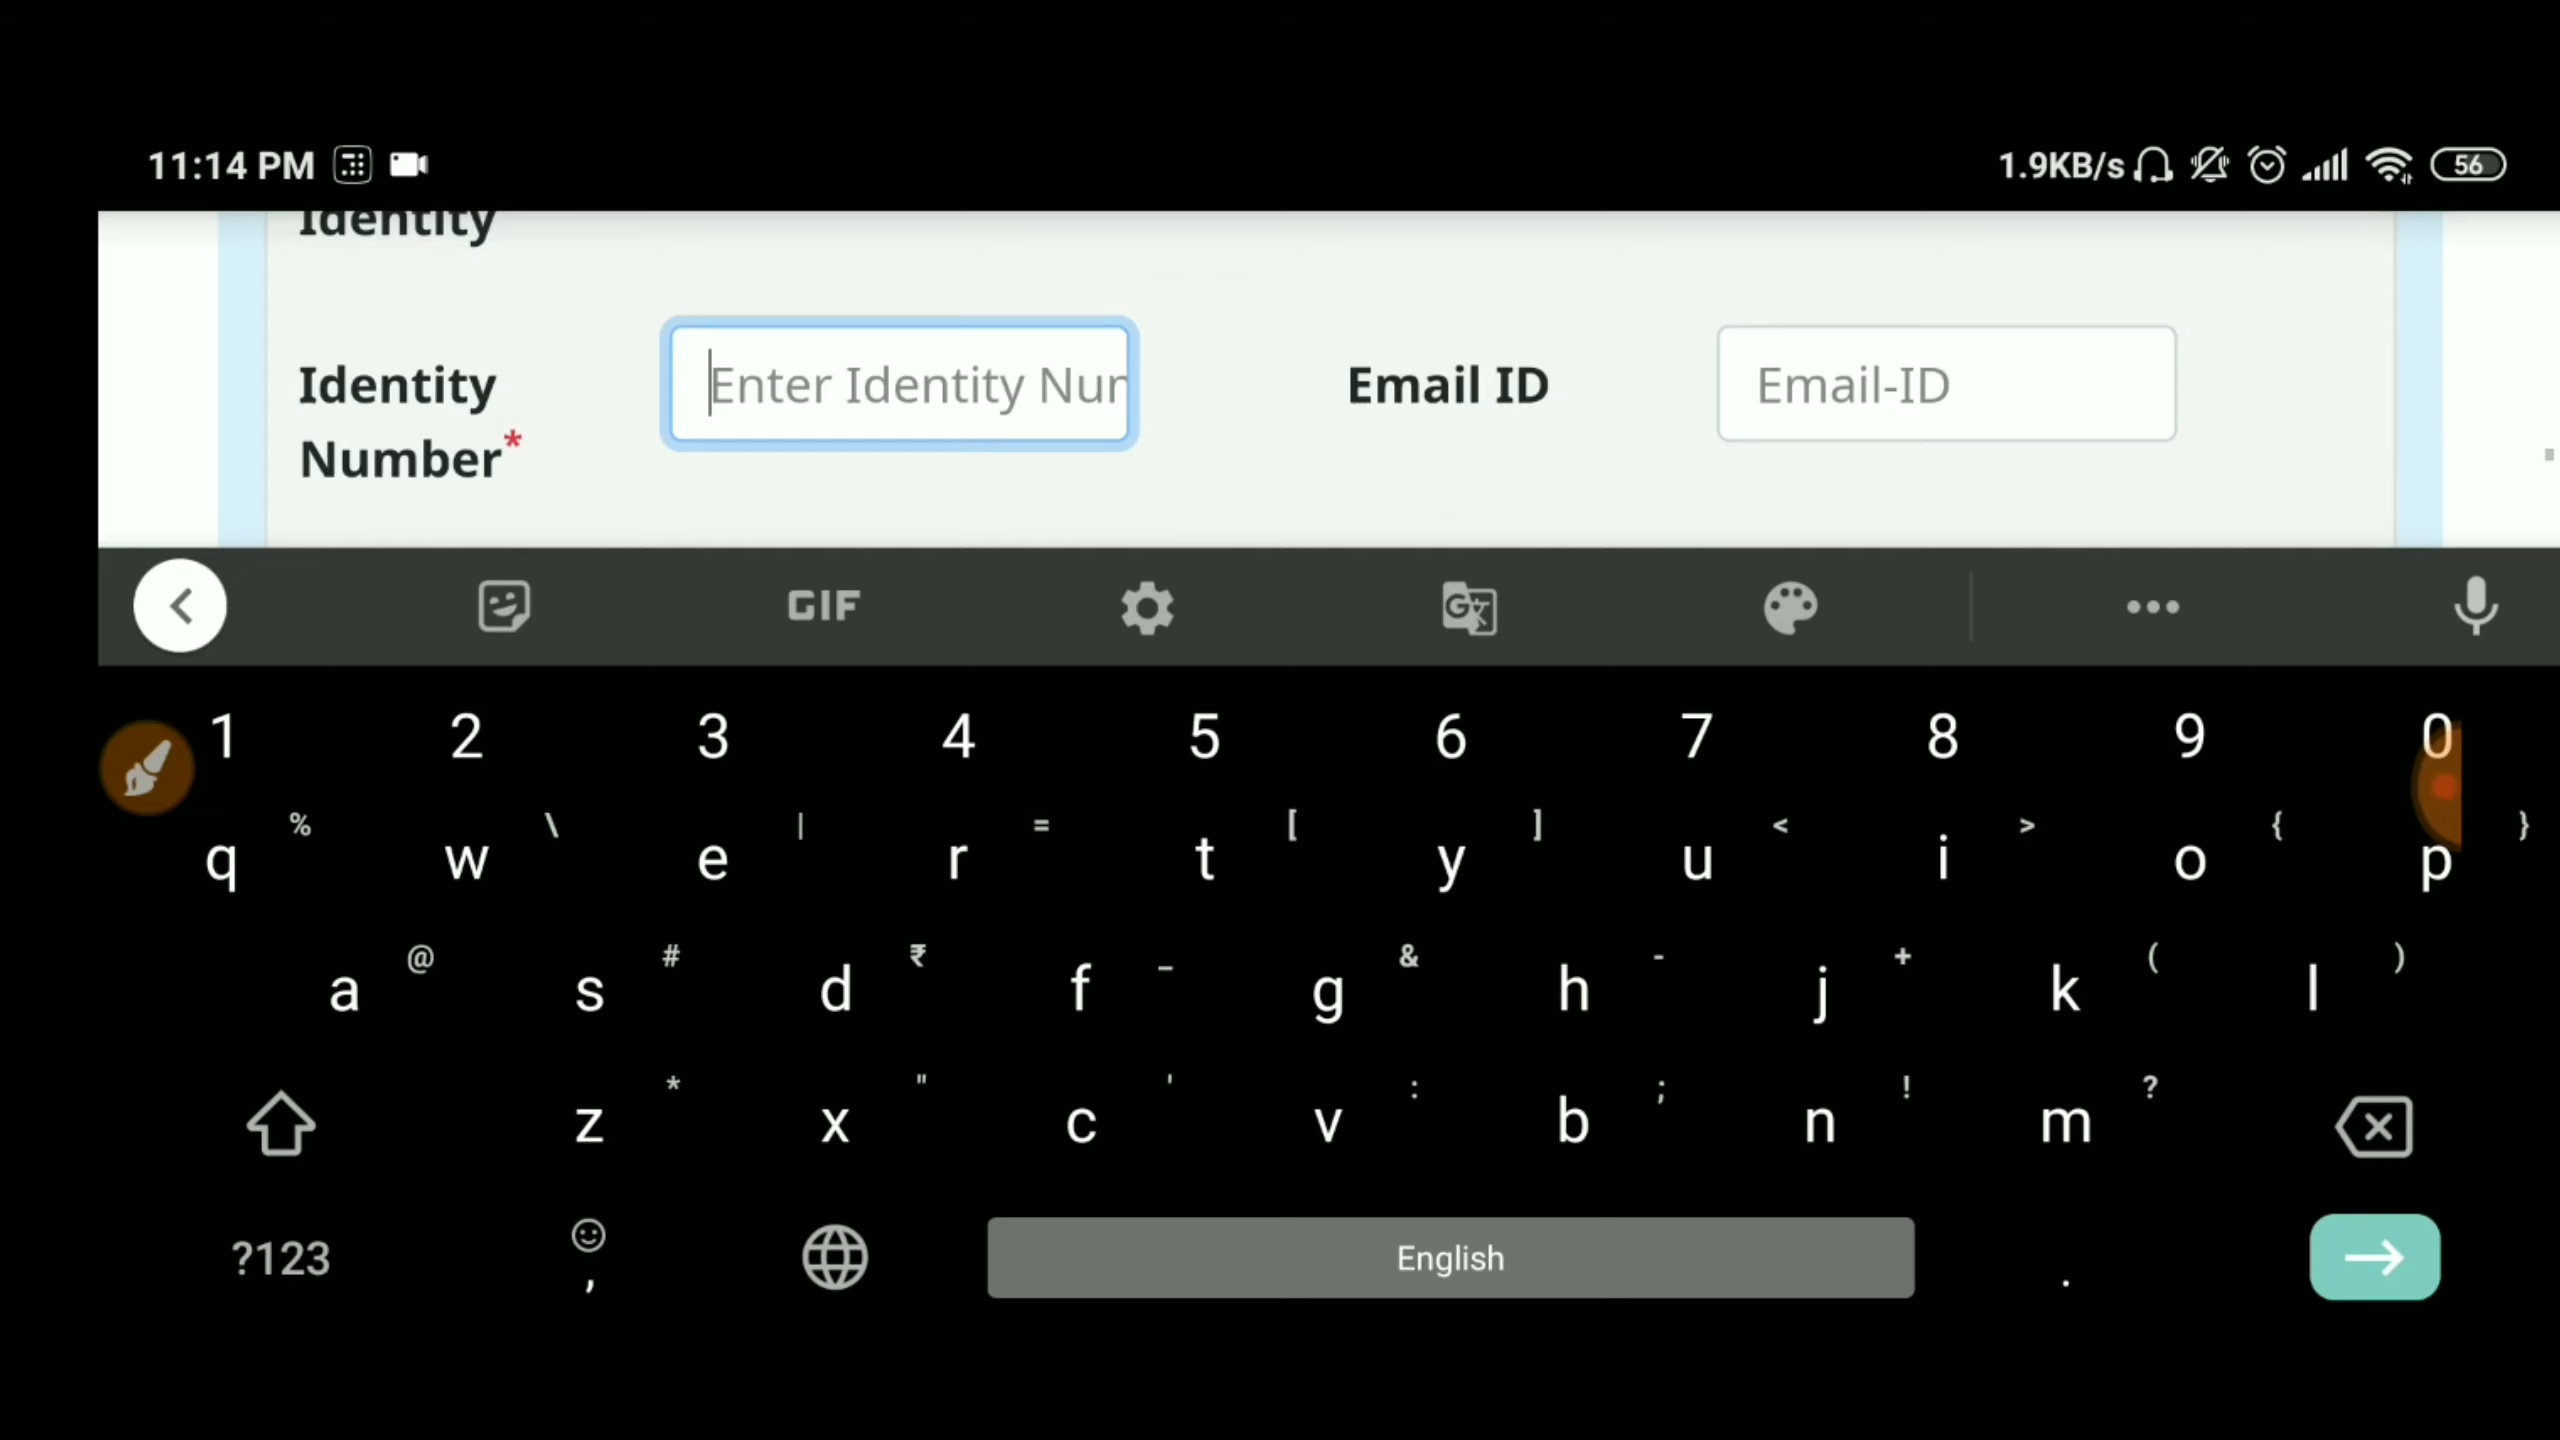 11:14 PM 1.9KB/s 56
Identity
Identity Enter Identity Num Email ID Email-ID
Number*
GIF G
1 2 3 4 5 6 7 8 9 0
% \ | = [ ] < > { }
q w e r t y u i o p
@ # ₹ _ & - + ( )
a s d f g h j k l
* " ' : ; ! ?
z x c v b n m
?123 , English .